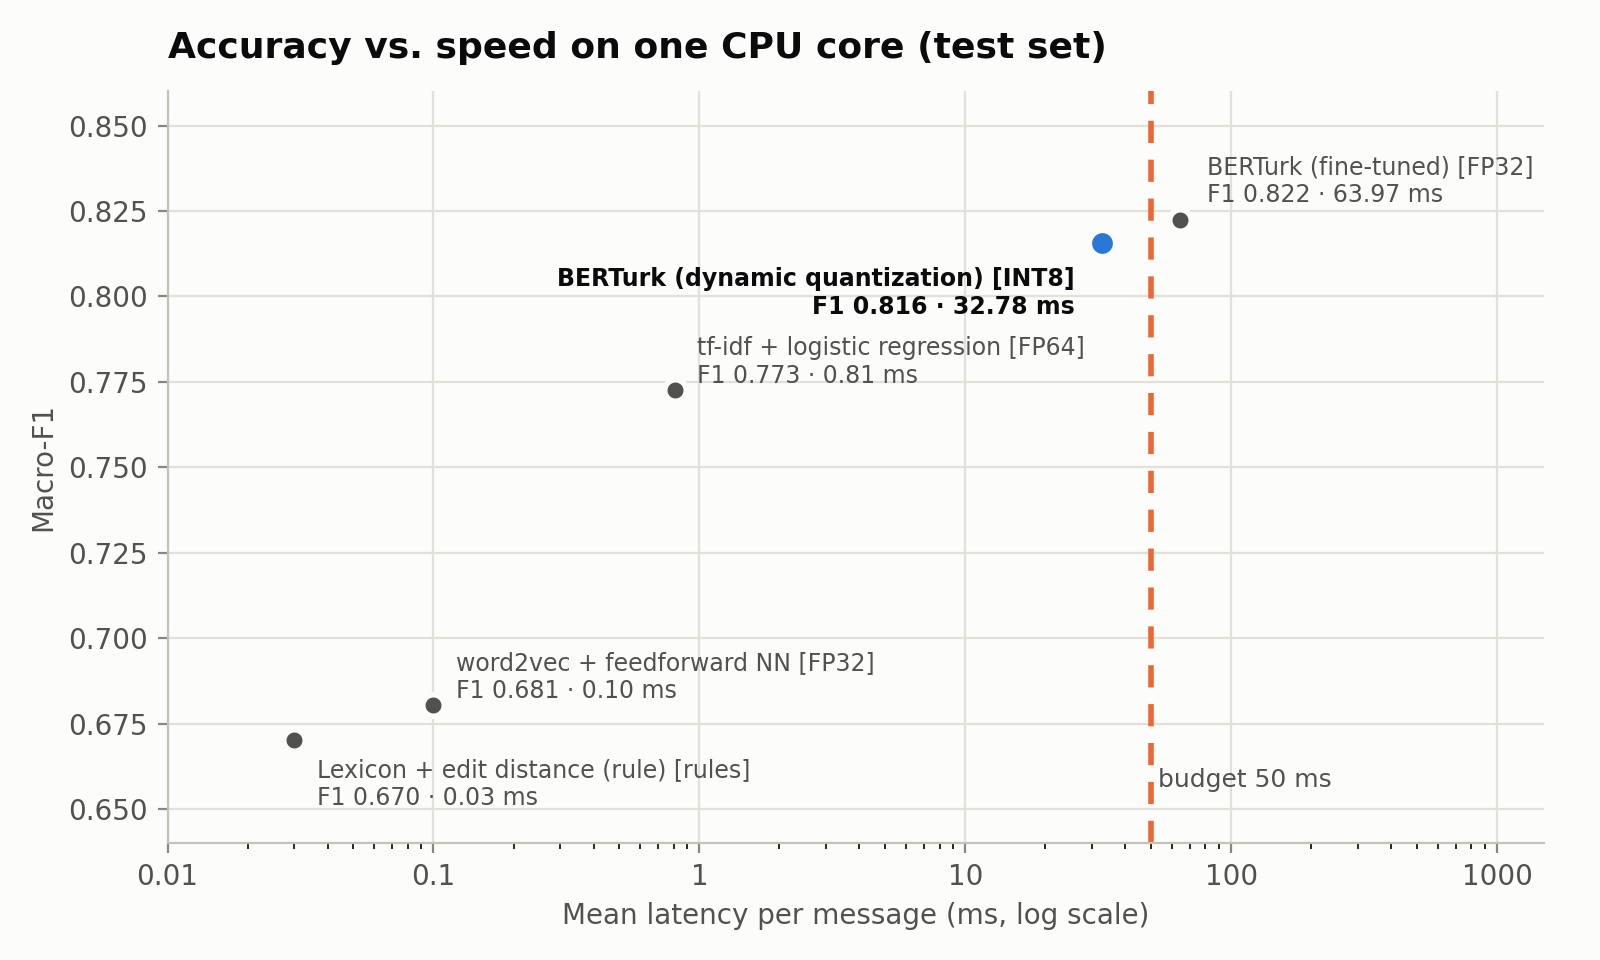 Accuracy vs. speed on one CPU core (test set)
0.850
0.825
0.800
0.775
0.750
0.725
0.700
0.675
0.650
Macro-F1
BERTurk (fine-tuned) [FP32]
F1 0.822 · 63.97 ms
BERTurk (dynamic quantization) [INT8]
F1 0.816 · 32.78 ms
tf-idf + logistic regression [FP64]
F1 0.773 · 0.81 ms
word2vec + feedforward NN [FP32]
F1 0.681 · 0.10 ms
Lexicon + edit distance (rule) [rules]
F1 0.670 · 0.03 ms
budget 50 ms
0.01
0.1
1
10
100
1000
Mean latency per message (ms, log scale)